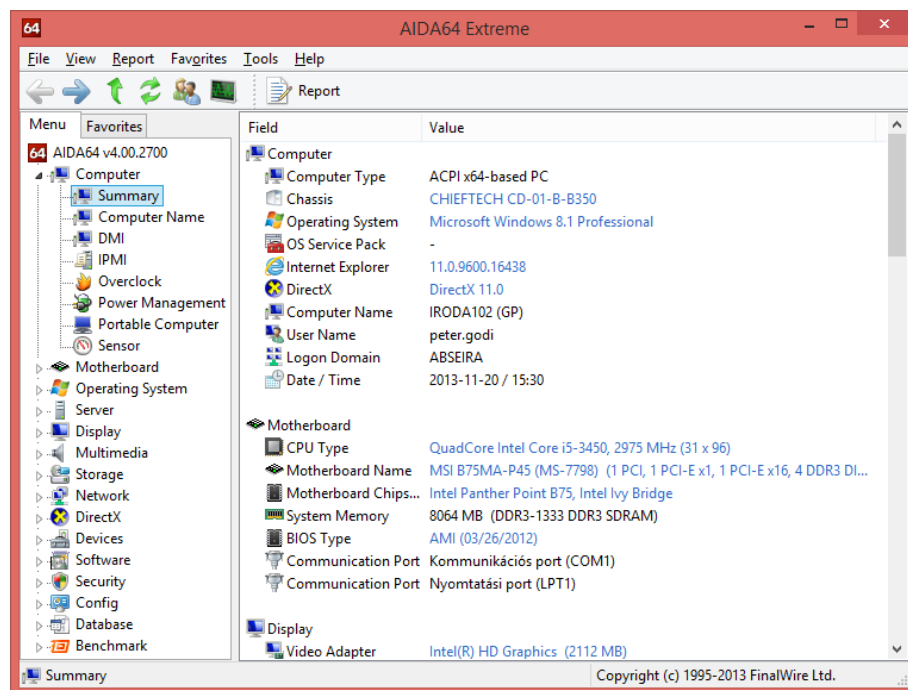 64 AIDA64 Extreme
File View Report Favorites Tools Help
Report
Menu Favorites
64 AIDA64 v4.00.2700
Computer
Summary
Computer Name
DMI
IPMI
Overclock
Power Management
Portable Computer
Sensor
Motherboard
Operating System
Server
Display
Multimedia
Storage
Network
DirectX
Devices
Software
Security
Config
Database
Benchmark
Field Value
Computer
Computer Type ACPI x64-based PC
Chassis CHIEFTECH CD-01-B-B350
Operating System Microsoft Windows 8.1 Professional
OS Service Pack -
Internet Explorer 11.0.9600.16438
DirectX DirectX 11.0
Computer Name IRODA102 (GP)
User Name peter.godi
Logon Domain ABSEIRA
Date / Time 2013-11-20 / 15:30
Motherboard
CPU Type QuadCore Intel Core i5-3450, 2975 MHz (31 x 96)
Motherboard Name MSI B75MA-P45 (MS-7798) (1 PCI, 1 PCI-E x1, 1 PCI-E x16, 4 DDR3 DI...
Motherboard Chips... Intel Panther Point B75, Intel Ivy Bridge
System Memory 8064 MB (DDR3-1333 DDR3 SDRAM)
BIOS Type AMI (03/26/2012)
Communication Port Kommunikációs port (COM1)
Communication Port Nyomtatási port (LPT1)
Display
Video Adapter Intel(R) HD Graphics (2112 MB)
Summary Copyright (c) 1995-2013 FinalWire Ltd.